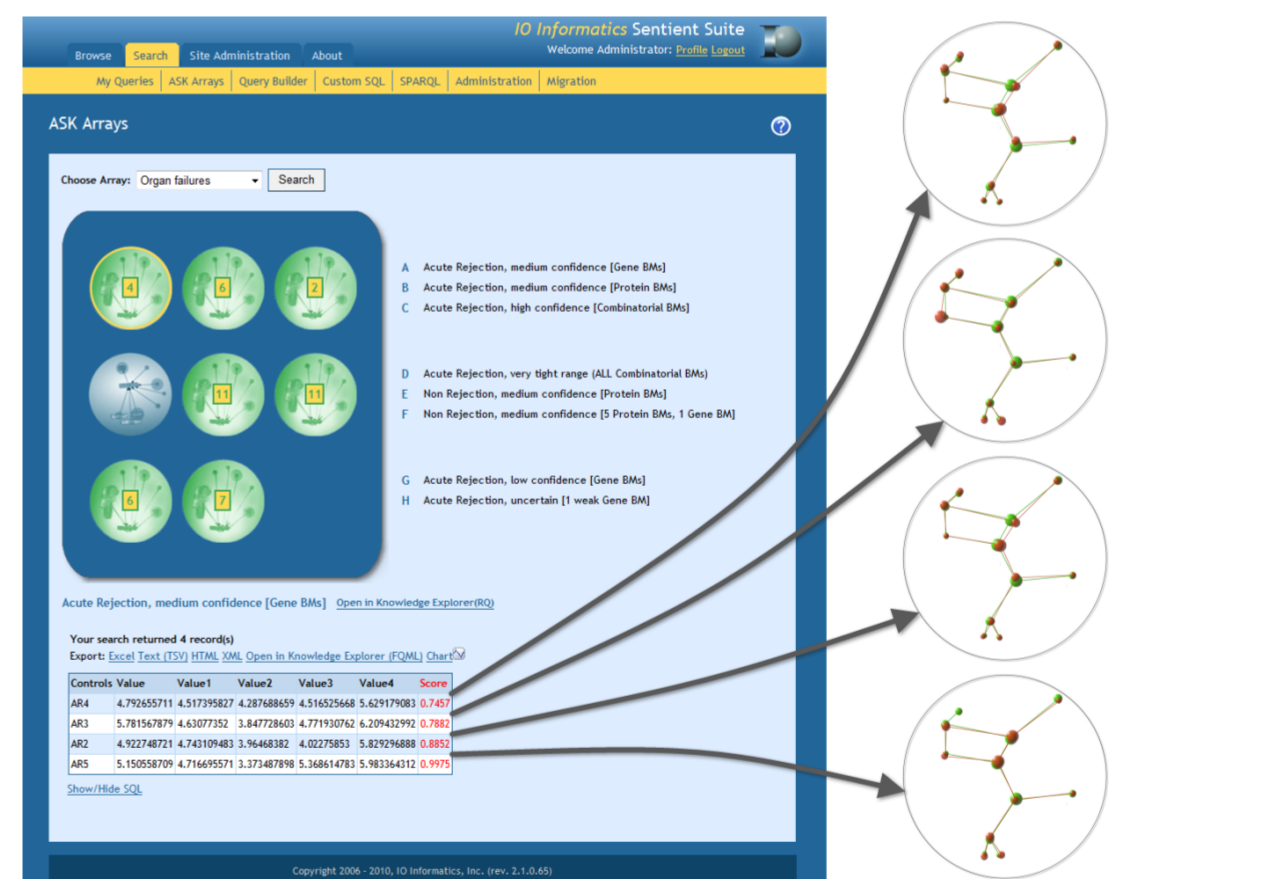 IO Informatics Sentient Suite
Browse Search Site Administration About
Welcome Administrator: Profile Logout
My Queries ASK Arrays Query Builder Custom SQL SPARQL Administration Migration
ASK Arrays
?
Choose Array: Organ failures Search
4 6 2
A Acute Rejection, medium confidence [Gene BMs]
B Acute Rejection, medium confidence [Protein BMs]
C Acute Rejection, high confidence [Combinatorial BMs]
11 11
D Acute Rejection, very tight range (ALL Combinatorial BMs)
E Non Rejection, medium confidence [Protein BMs]
F Non Rejection, medium confidence [5 Protein BMs, 1 Gene BM]
6 7
G Acute Rejection, low confidence [Gene BMs]
H Acute Rejection, uncertain [1 weak Gene BM]
Acute Rejection, medium confidence [Gene BMs] Open in Knowledge Explorer(RQ)
Your search returned 4 record(s)
Export: Excel Text (TSV) HTML XML Open in Knowledge Explorer (FQML) Chart
Controls Value Value1 Value2 Value3 Value4 Score
AR4 4.792655711 4.517395827 4.287688659 4.516525668 5.629179083 0.7457
AR3 5.781567879 4.63077352 3.847728603 4.771930762 6.209432992 0.7882
AR2 4.922748721 4.743109483 3.96468382 4.02275853 5.829296888 0.8852
AR5 5.150558709 4.716695571 3.373487898 5.368614783 5.983364312 0.9975
Show/Hide SQL
Copyright 2006 - 2010, IO Informatics, Inc. (rev. 2.1.0.65)